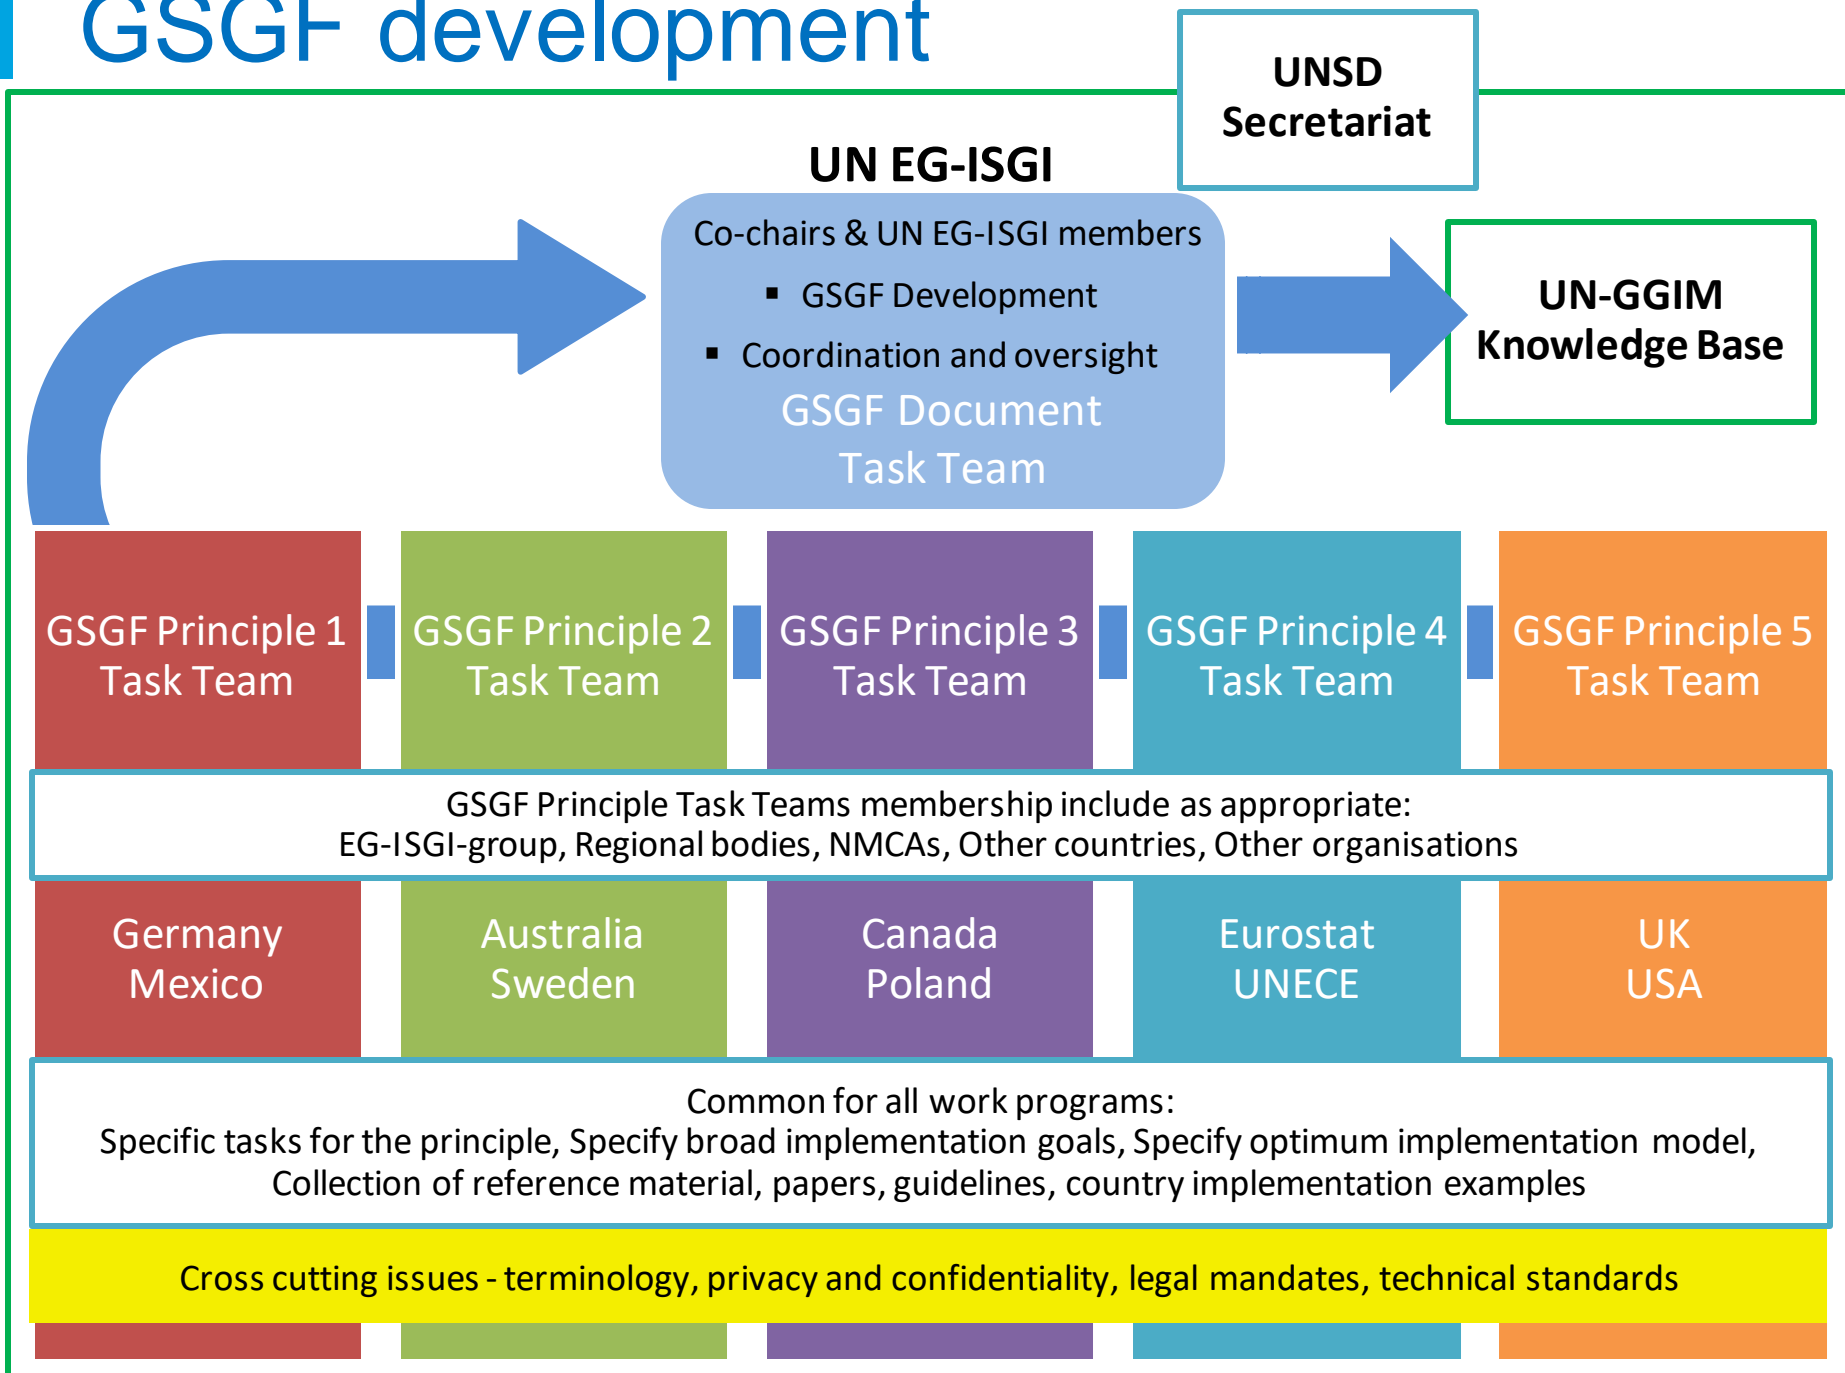 GSGF development
UNSD
Secretariat
UN EG-ISGI
Co-chairs & UN EG-ISGI members
▪ GSGF Development
▪ Coordination and oversight
GSGF Document
Task Team
UN-GGIM
Knowledge Base
GSGF Principle 1
Task Team
GSGF Principle 2
Task Team
GSGF Principle 3
Task Team
GSGF Principle 4
Task Team
GSGF Principle 5
Task Team
GSGF Principle Task Teams membership include as appropriate:
EG-ISGI-group, Regional bodies, NMCAs, Other countries, Other organisations
Germany
Mexico
Australia
Sweden
Canada
Poland
Eurostat
UNECE
UK
USA
Common for all work programs:
Specific tasks for the principle, Specify broad implementation goals, Specify optimum implementation model,
Collection of reference material, papers, guidelines, country implementation examples
Cross cutting issues - terminology, privacy and confidentiality, legal mandates, technical standards